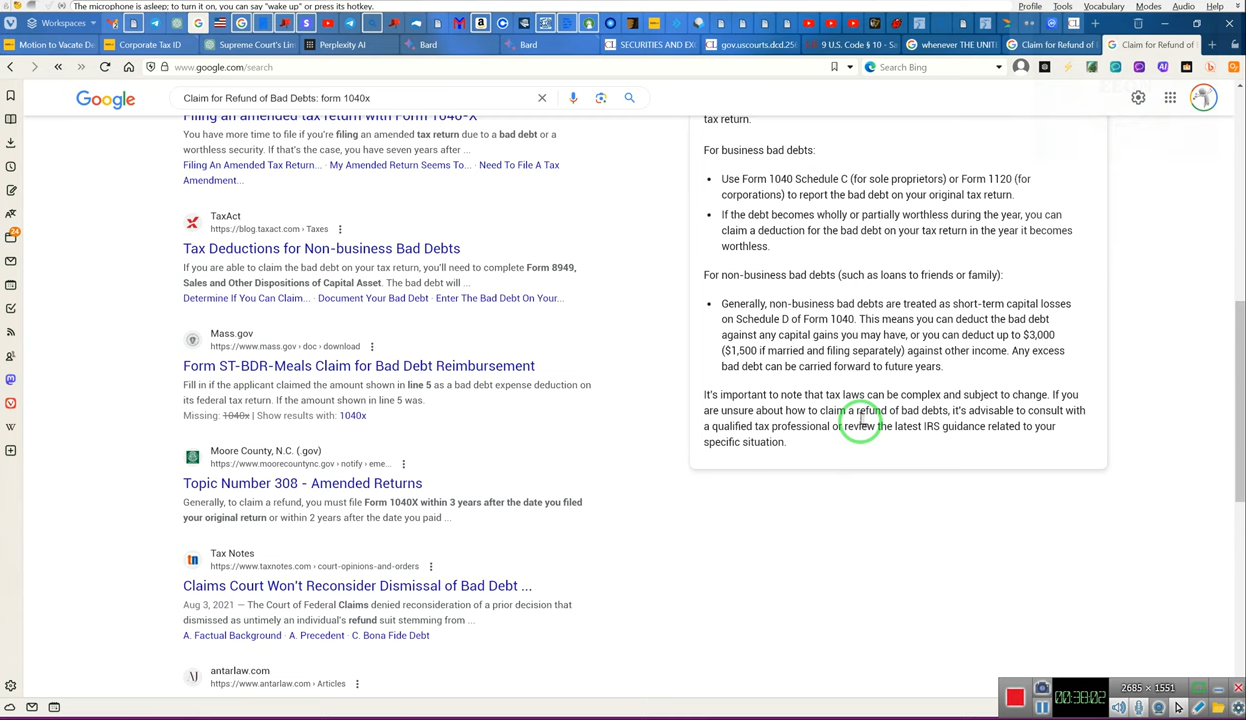 The microphone is asleep; to turn it on, you can say "wake up" or press its hotkey.
Profile Tools Vocabulary Modes Audio Help
Workspaces
Motion to Vacate De
Corporate Tax ID
Supreme Court's Lin
Perplexity AI
Bard
Bard
SECURITIES AND EX
gov.uscourts.dcd.256
9 U.S. Code § 10 - Sa
whenever THE UNIT
Claim for Refund of
Claim for Refund of
www.google.com/search
Search Bing
Google
Claim for Refund of Bad Debts: form 1040x
Filing an amended tax return with Form 1040-X
You have more time to file if you're filing an amended tax return due to a bad debt or a
worthless security. If that's the case, you have seven years after ...
Filing An Amended Tax Return... · My Amended Return Seems To... · Need To File A Tax
Amendment...
TaxAct
https://blog.taxact.com › Taxes
Tax Deductions for Non-business Bad Debts
If you are able to claim the bad debt on your tax return, you'll need to complete Form 8949,
Sales and Other Dispositions of Capital Asset. The bad debt will ...
Determine If You Can Claim... · Document Your Bad Debt · Enter The Bad Debt On Your...
Mass.gov
https://www.mass.gov › doc › download
Form ST-BDR-Meals Claim for Bad Debt Reimbursement
Fill in if the applicant claimed the amount shown in line 5 as a bad debt expense deduction on
its federal tax return. If the amount shown in line 5 was.
Missing: 1040x | Show results with: 1040x
Moore County, N.C. (.gov)
https://www.moorecountync.gov › notify › eme...
Topic Number 308 - Amended Returns
Generally, to claim a refund, you must file Form 1040X within 3 years after the date you filed
your original return or within 2 years after the date you paid ...
Tax Notes
https://www.taxnotes.com › court-opinions-and-orders
Claims Court Won't Reconsider Dismissal of Bad Debt ...
Aug 3, 2021 — The Court of Federal Claims denied reconsideration of a prior decision that
dismissed as untimely an individual's refund suit stemming from ...
A. Factual Background · A. Precedent · C. Bona Fide Debt
antarlaw.com
https://www.antarlaw.com › Articles
tax return.
For business bad debts:
• Use Form 1040 Schedule C (for sole proprietors) or Form 1120 (for
corporations) to report the bad debt on your original tax return.
• If the debt becomes wholly or partially worthless during the year, you can
claim a deduction for the bad debt on your tax return in the year it becomes
worthless.
For non-business bad debts (such as loans to friends or family):
• Generally, non-business bad debts are treated as short-term capital losses
on Schedule D of Form 1040. This means you can deduct the bad debt
against any capital gains you may have, or you can deduct up to $3,000
($1,500 if married and filing separately) against other income. Any excess
bad debt can be carried forward to future years.
It's important to note that tax laws can be complex and subject to change. If you
are unsure about how to claim a refund of bad debts, it's advisable to consult with
a qualified tax professional or review the latest IRS guidance related to your
specific situation.
2685 × 1551
00:38:02